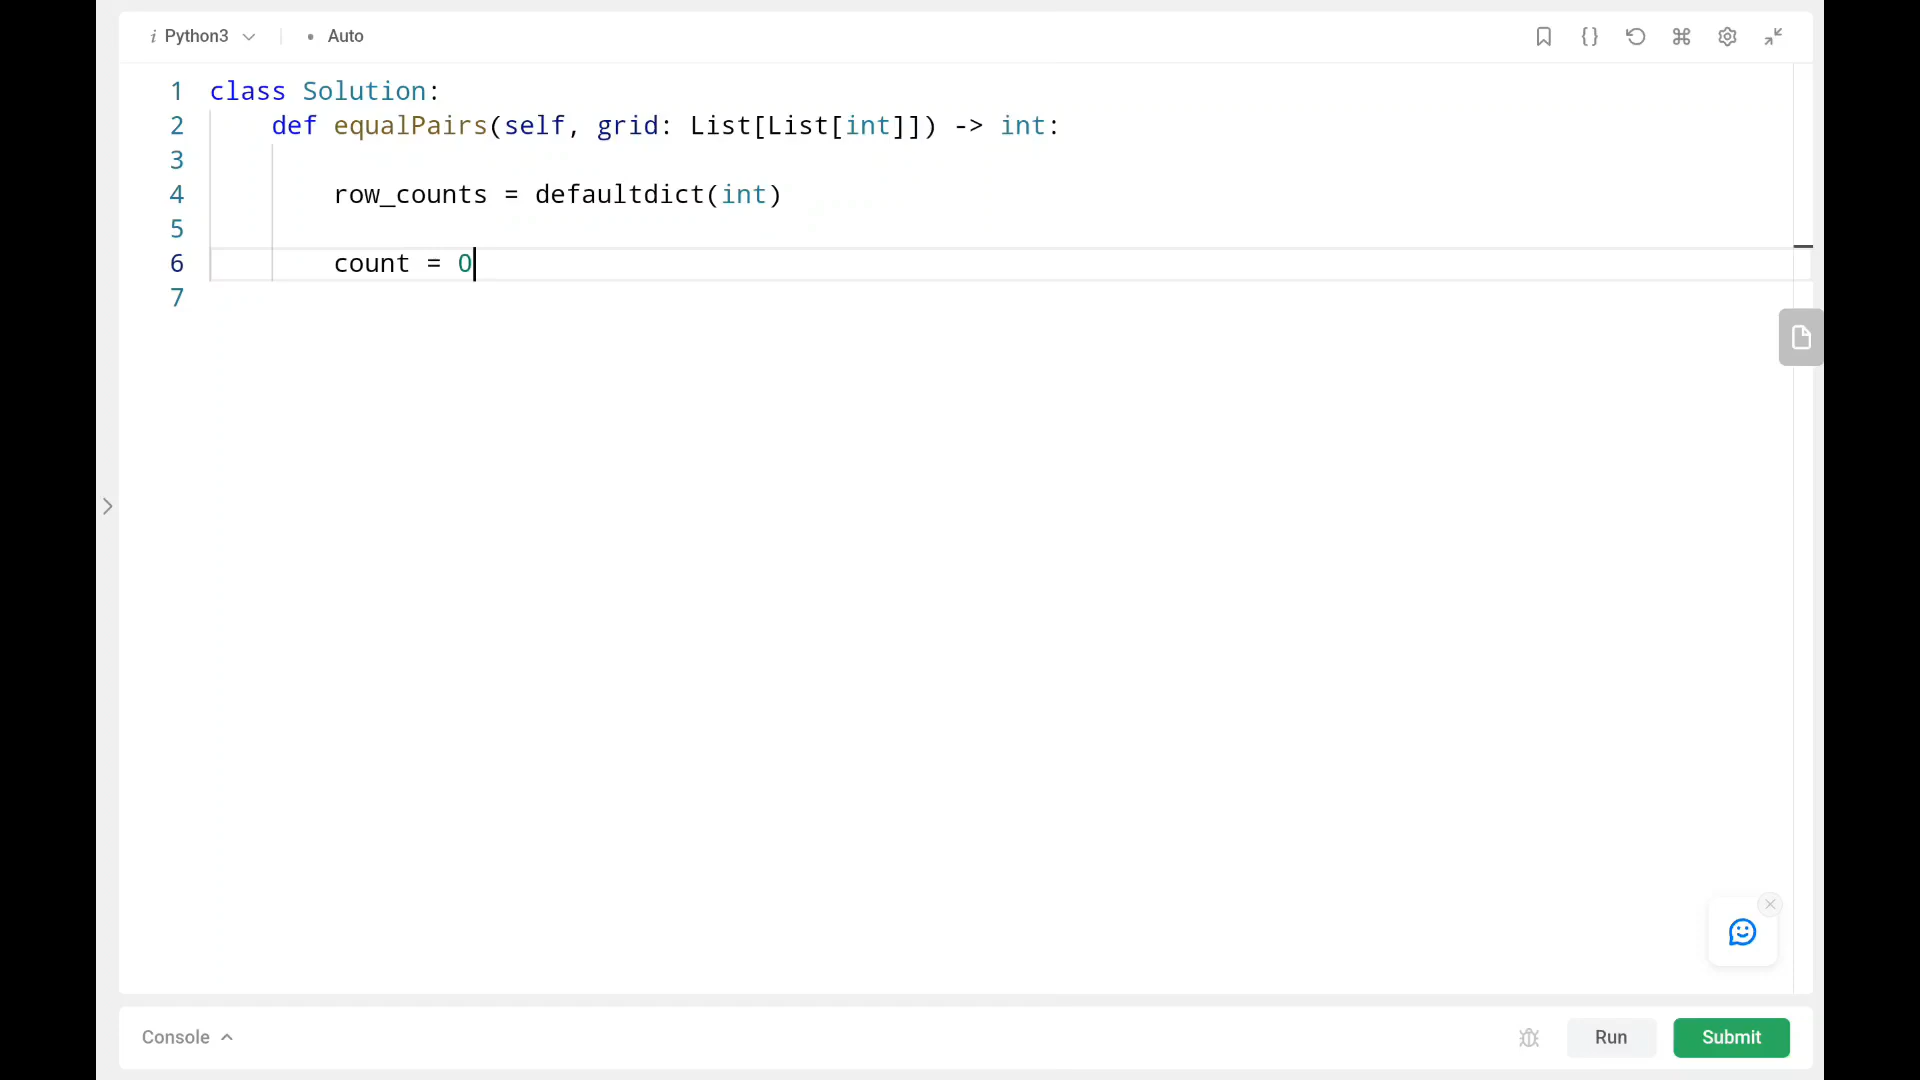 i Python3 • Auto
1 class Solution:
2 def equalPairs(self, grid: List[List[int]]) -> int:
3
4 row_counts = defaultdict(int)
5
6 count = 0
7
Console
Run
Submit